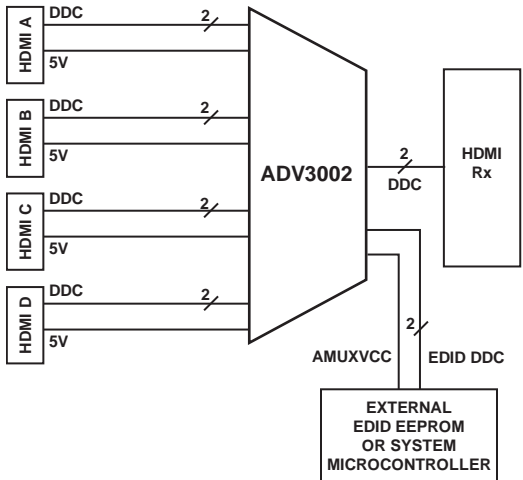 HDMI A
DDC
2
5V
HDMI B
DDC
2
5V
HDMI C
DDC
2
5V
HDMI D
DDC
2
5V
ADV3002
2
DDC
HDMI
Rx
2
AMUXVCC
EDID DDC
EXTERNAL
EDID EEPROM
OR SYSTEM
MICROCONTROLLER